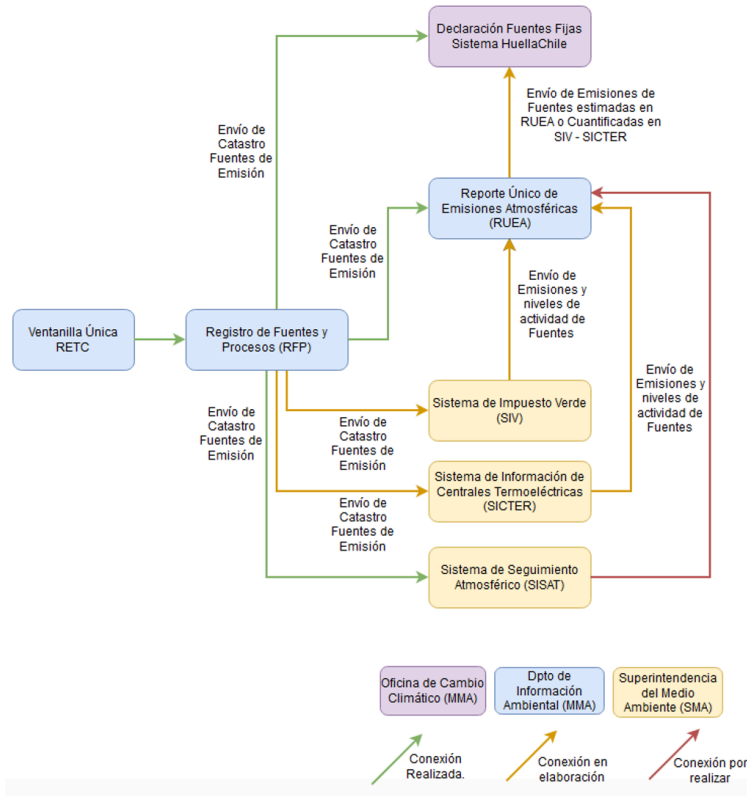 Declaración Fuentes Fijas
Sistema HuellaChile
Envío de Emisiones de
Fuentes estimadas en
RUEA o Cuantificadas en
SIV - SICTER
Envío de
Catastro
Fuentes de
Emisión
Reporte Único de
Emisiones Atmosféricas
(RUEA)
Envío de
Catastro
Fuentes de
Emisión
Envío de
Emisiones y
niveles de
actividad de
Fuentes
Ventanilla Única
RETC
Registro de Fuentes y
Procesos (RFP)
Envío de
Emisiones y
niveles de
actividad de
Fuentes
Envío de
Catastro
Fuentes de
Emisión
Sistema de Impuesto Verde
(SIV)
Envío de
Catastro
Fuentes de
Emisión
Sistema de Información de
Centrales Termoeléctricas
(SICTER)
Envío de
Catastro
Fuentes de
Emisión
Sistema de Seguimiento
Atmosférico (SISAT)
Oficina de Cambio
Climático (MMA)
Dpto de
Información
Ambiental (MMA)
Superintendencia
del Medio
Ambiente (SMA)
Conexión
Realizada.
Conexión en
elaboración
Conexión por
realizar